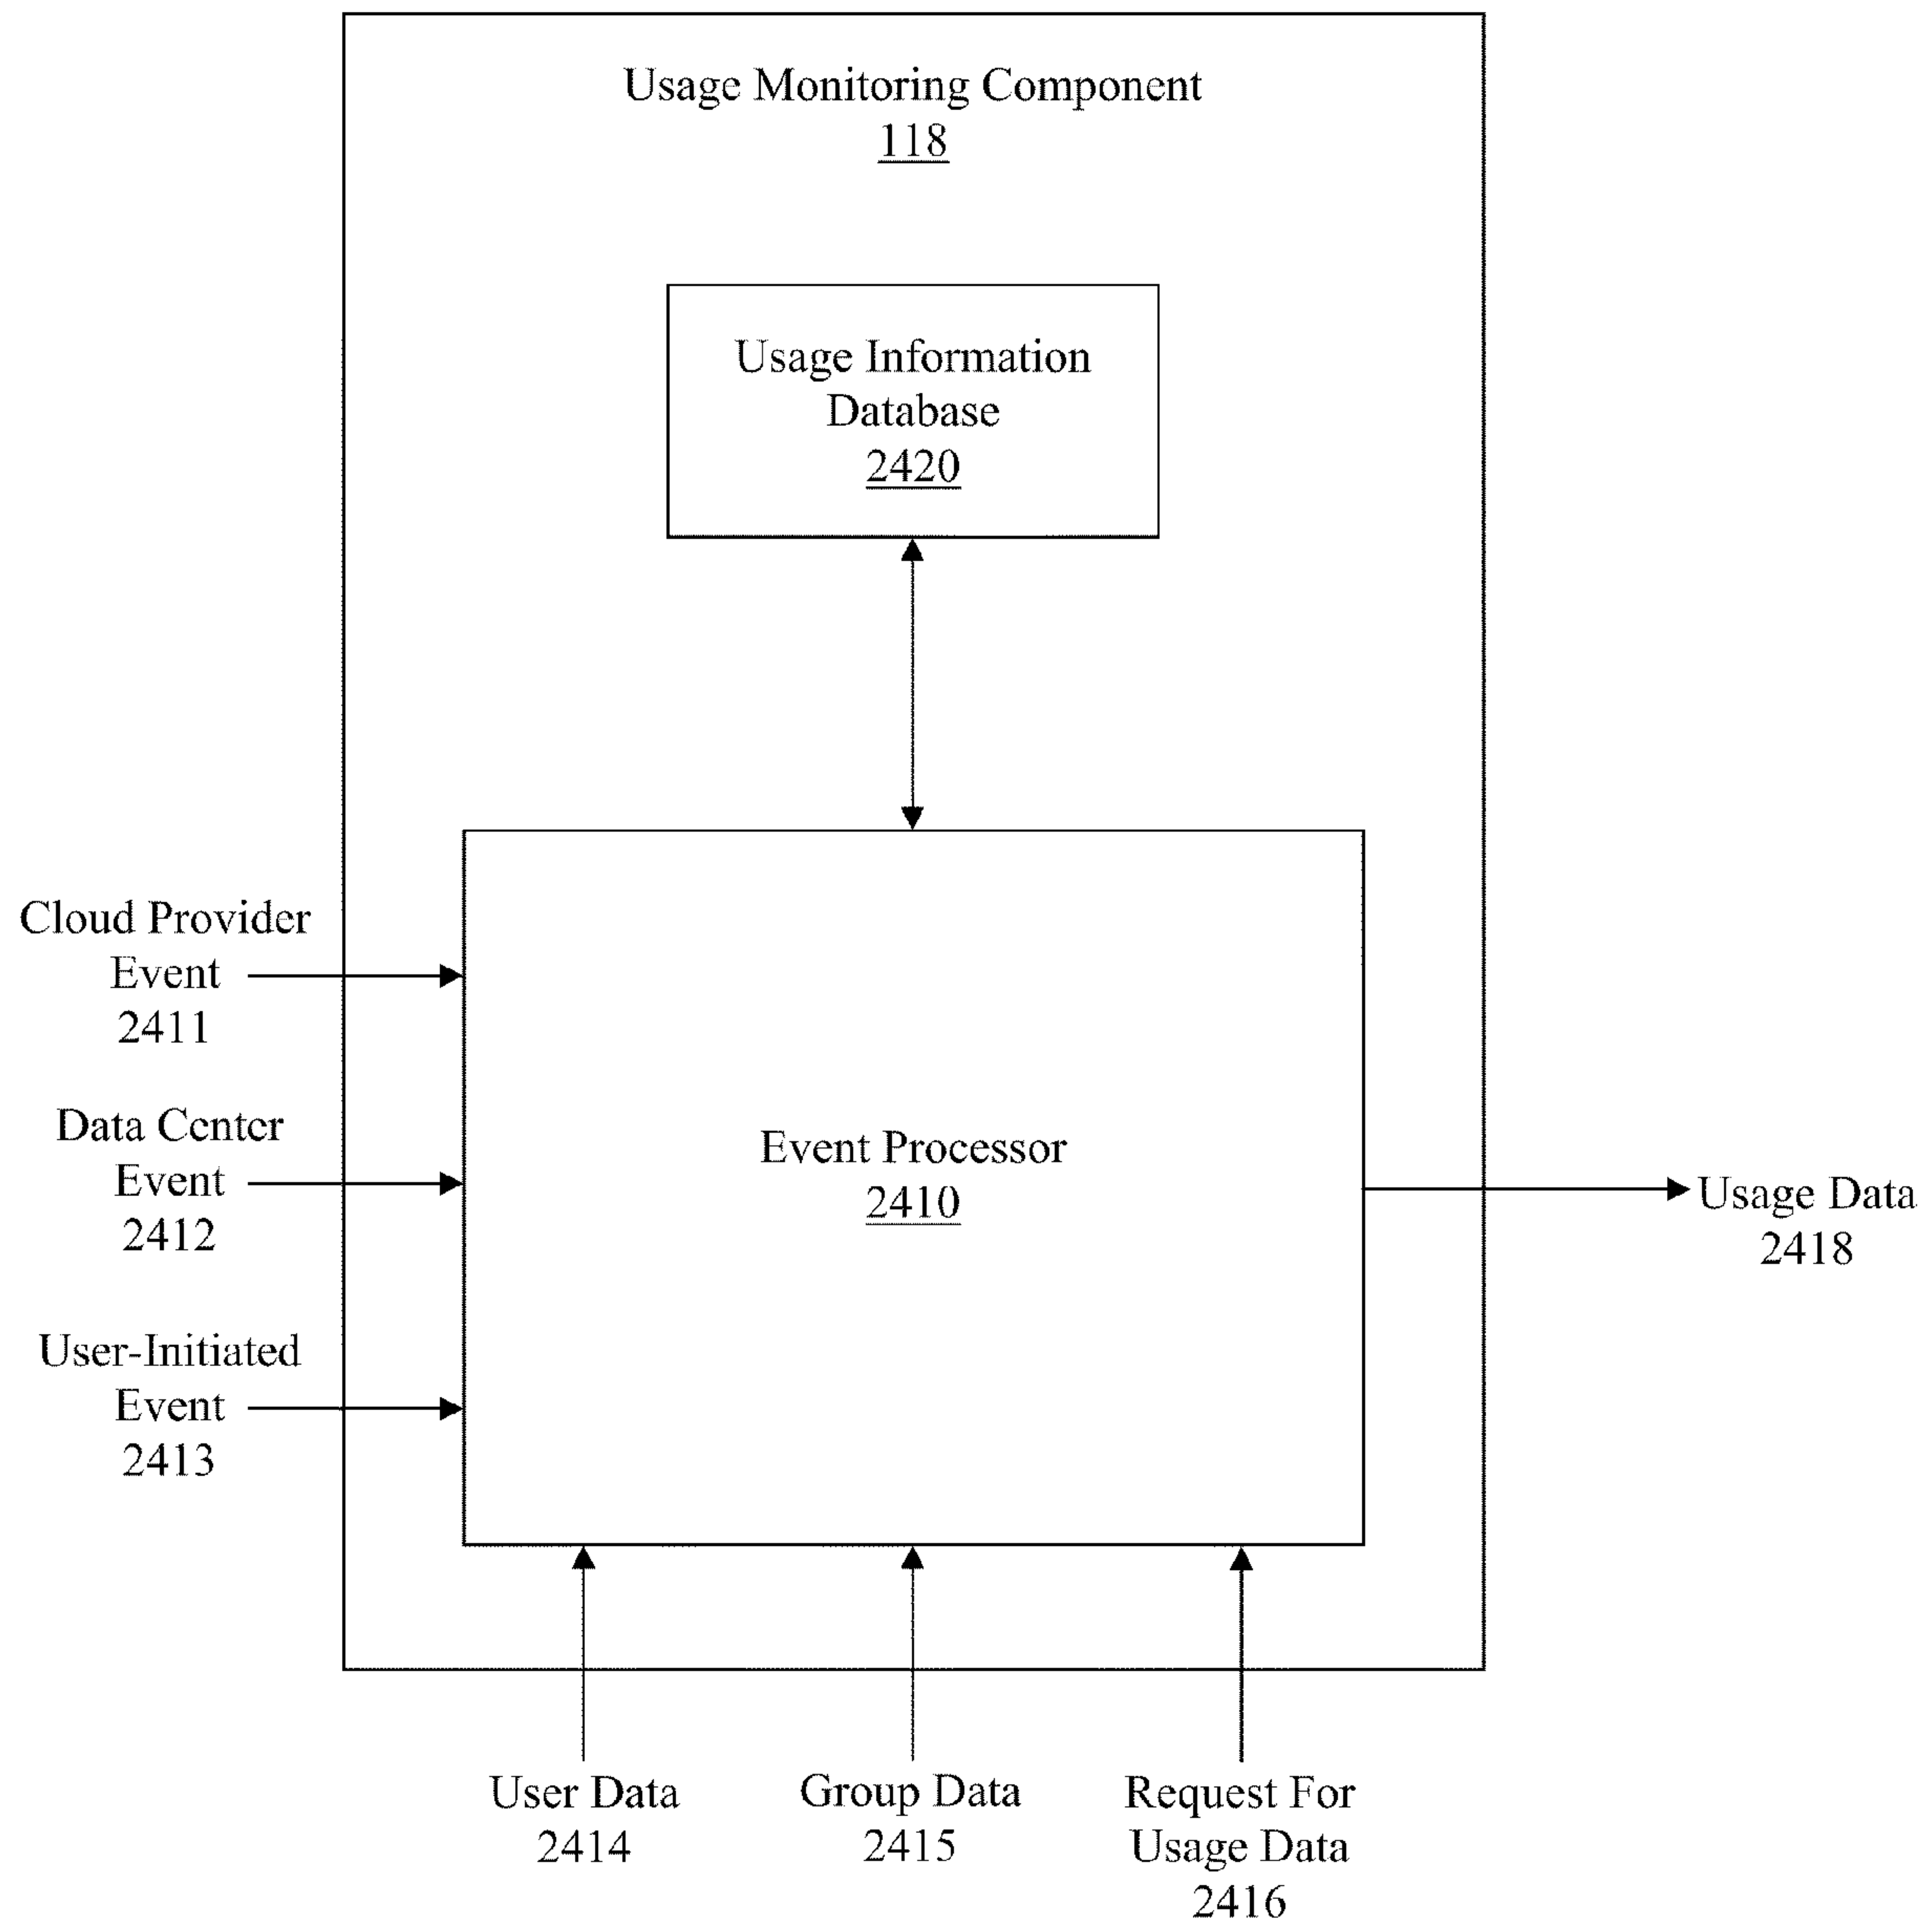 Usage Monitoring Component
118
Usage Information
Database
2420
Cloud Provider
Event
2411
Data Center
Event
2412
User-Initiated
Event
2413
Event Processor
2410
Usage Data
2418
User Data
2414
Group Data
2415
Request For
Usage Data
2416